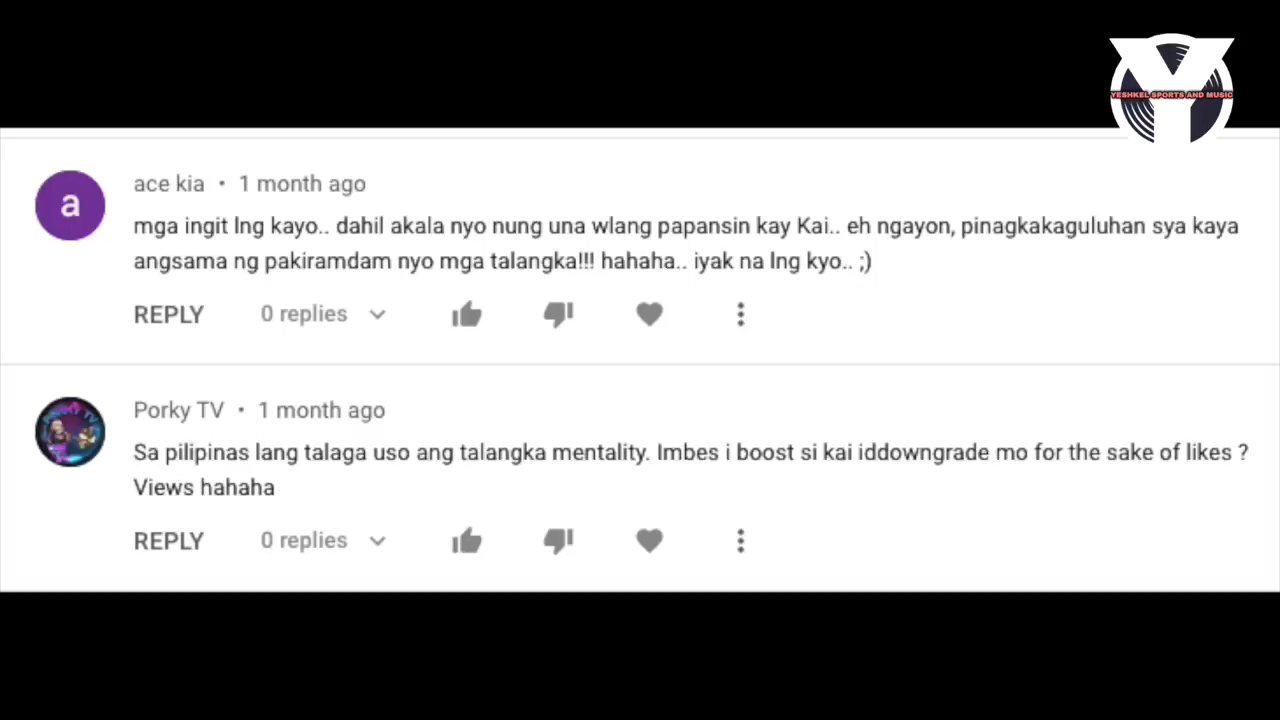 YESHKEL SPORTS AND MUSIC
a
ace kia • 1 month ago
mga ingit lng kayo.. dahil akala nyo nung una wlang papansin kay Kai.. eh ngayon, pinagkakaguluhan sya kaya
angsama ng pakiramdam nyo mga talangka!!! hahaha.. iyak na lng kyo.. ;)
REPLY 0 replies
PORKY TV
Porky TV • 1 month ago
Sa pilipinas lang talaga uso ang talangka mentality. Imbes i boost si kai iddowngrade mo for the sake of likes ?
Views hahaha
REPLY 0 replies